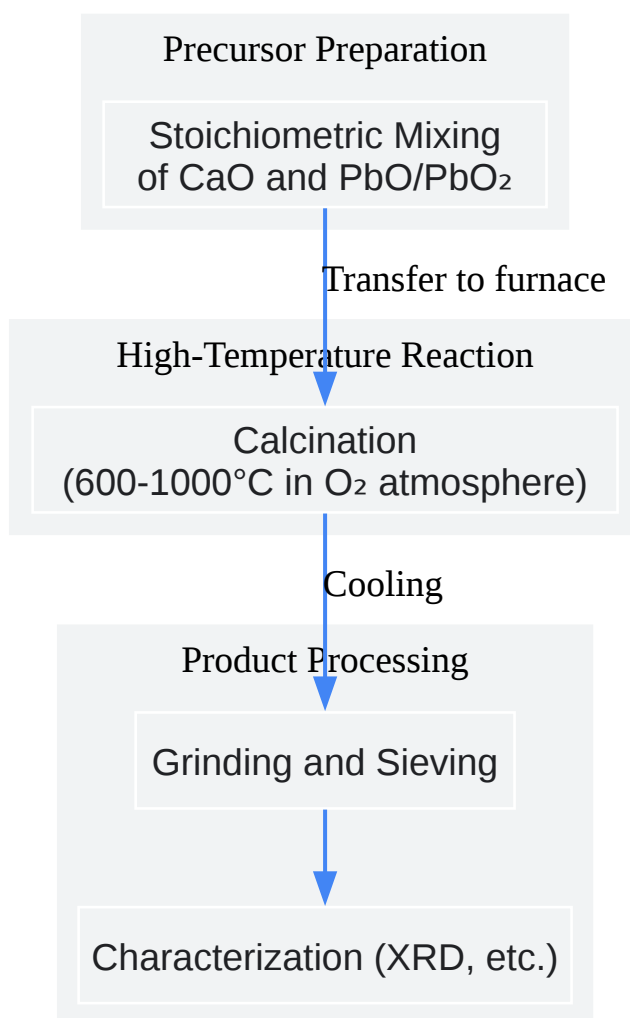 Precursor Preparation
Stoichiometric Mixing
of CaO and PbO/PbO₂
Transfer to furnace
High-Temperature Reaction
Calcination
(600-1000°C in O₂ atmosphere)
Cooling
Product Processing
Grinding and Sieving
Characterization (XRD, etc.)